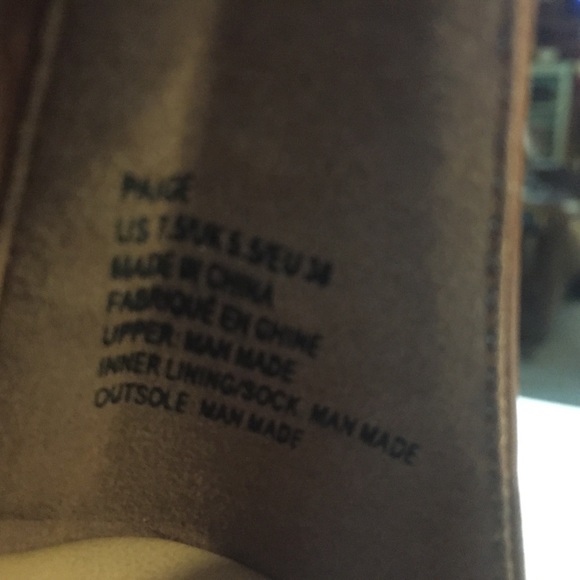 PAIGE
US 7.5/UK 5.5/EU 38
MADE IN CHINA
FABRIQUÉ EN CHINE
UPPER: MAN MADE
INNER LINING/SOCK: MAN MADE
OUTSOLE: MAN MADE